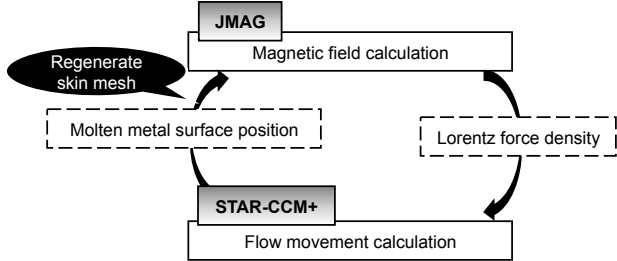 JMAG
Magnetic field calculation
Regenerate
skin mesh
Molten metal surface position
Lorentz force density
STAR-CCM+
Flow movement calculation